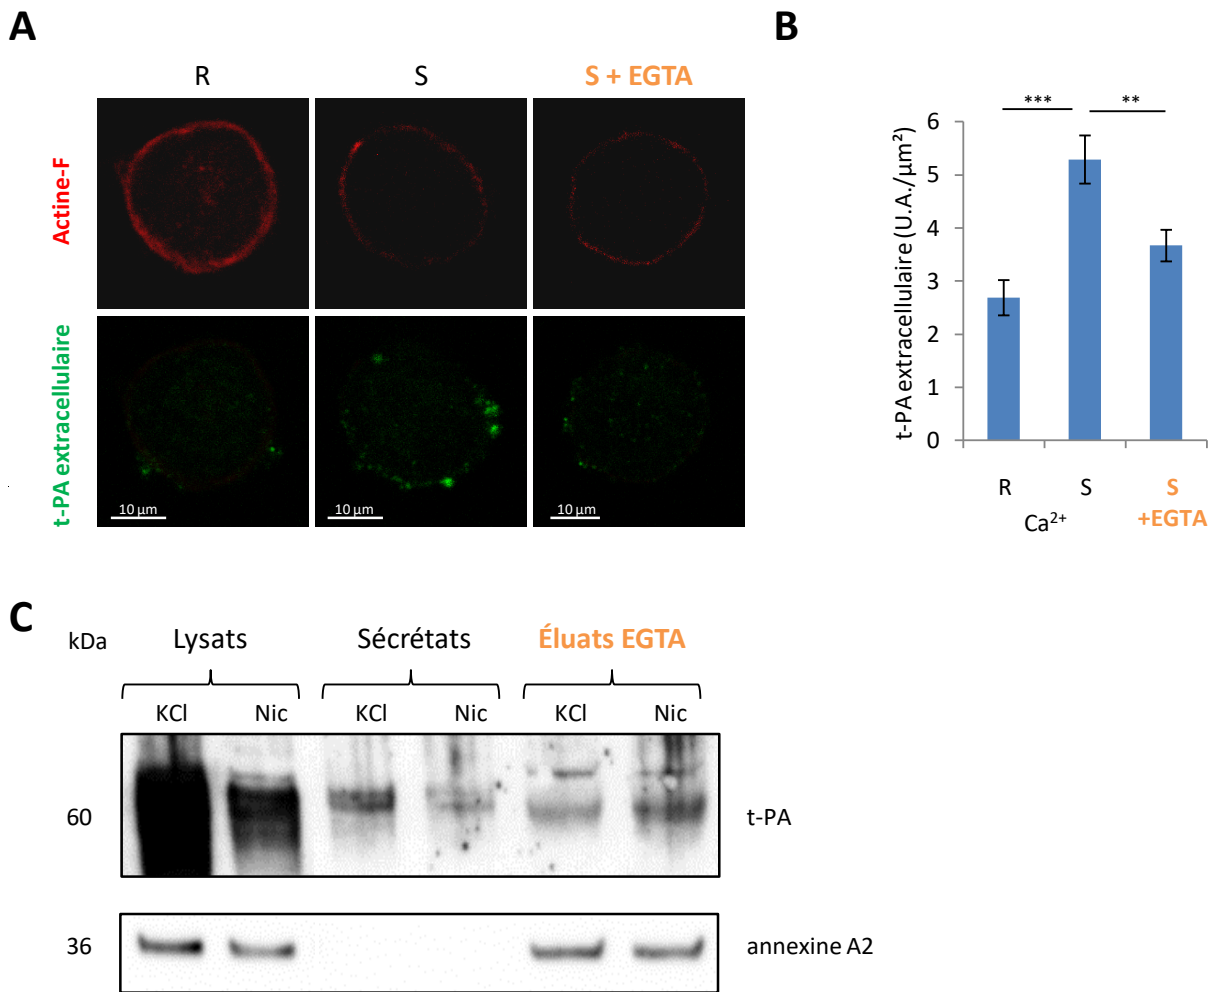 A
R
S
S + EGTA
Actine-F
t-PA extracellulaire
10 µm
10 µm
10 µm
B
***
**
t-PA extracellulaire (U.A./µm²)
6
5
4
3
2
1
0
R
S
S
+EGTA
Ca²⁺
C
kDa
Lysats
Sécrétats
Éluats EGTA
KCl
Nic
KCl
Nic
KCl
Nic
60
t-PA
36
annexine A2